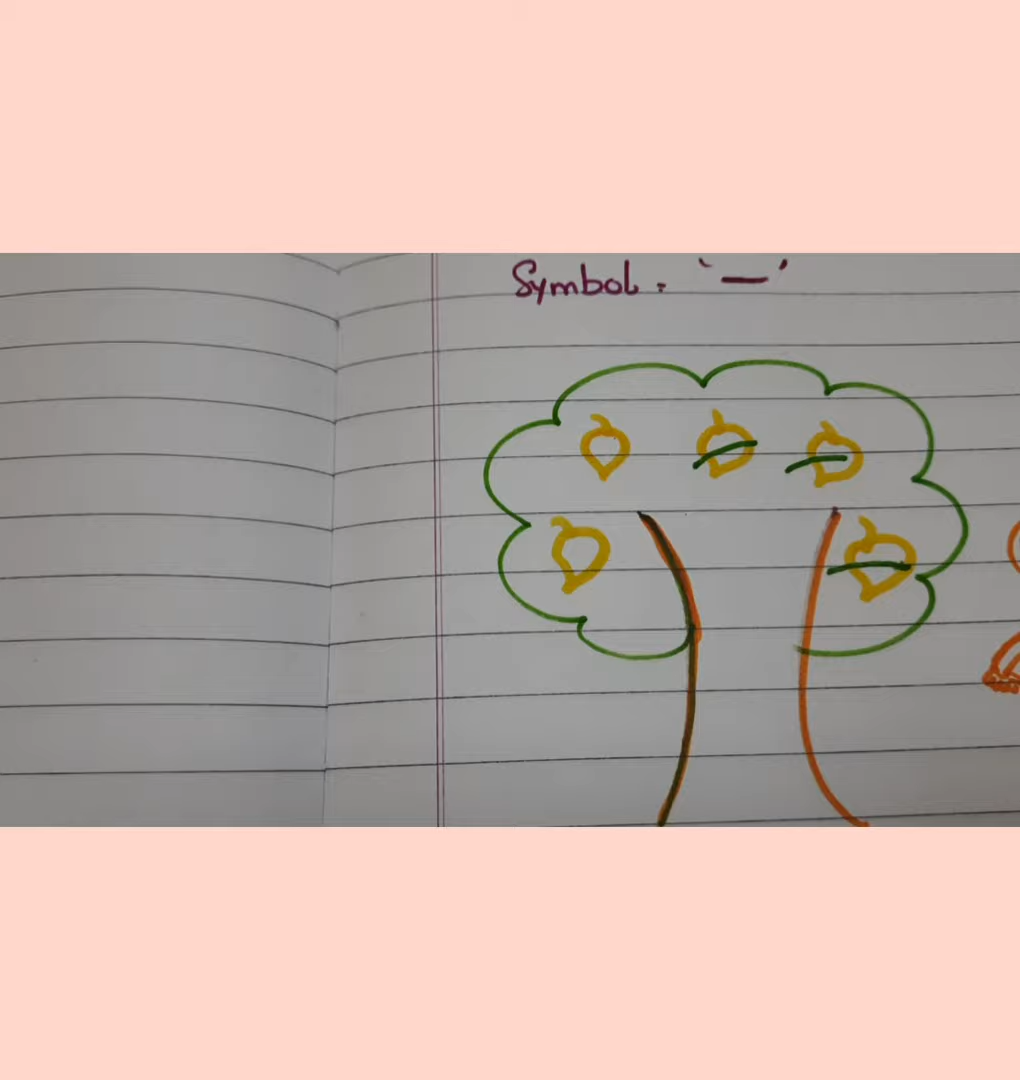 Symbol = '—'